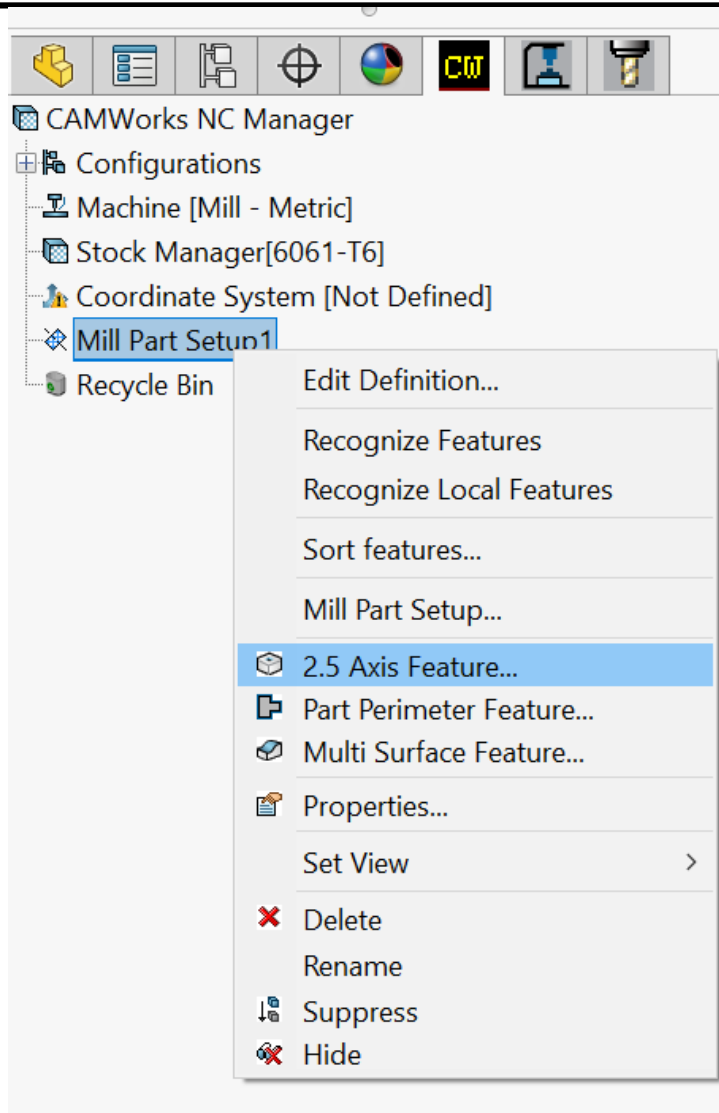 CW
CAMWorks NC Manager
Configurations
Machine [Mill - Metric]
Stock Manager[6061-T6]
Coordinate System [Not Defined]
Mill Part Setup1
Recycle Bin
Edit Definition...
Recognize Features
Recognize Local Features
Sort features...
Mill Part Setup...
2.5 Axis Feature...
Part Perimeter Feature...
Multi Surface Feature...
Properties...
Set View
Delete
Rename
Suppress
Hide